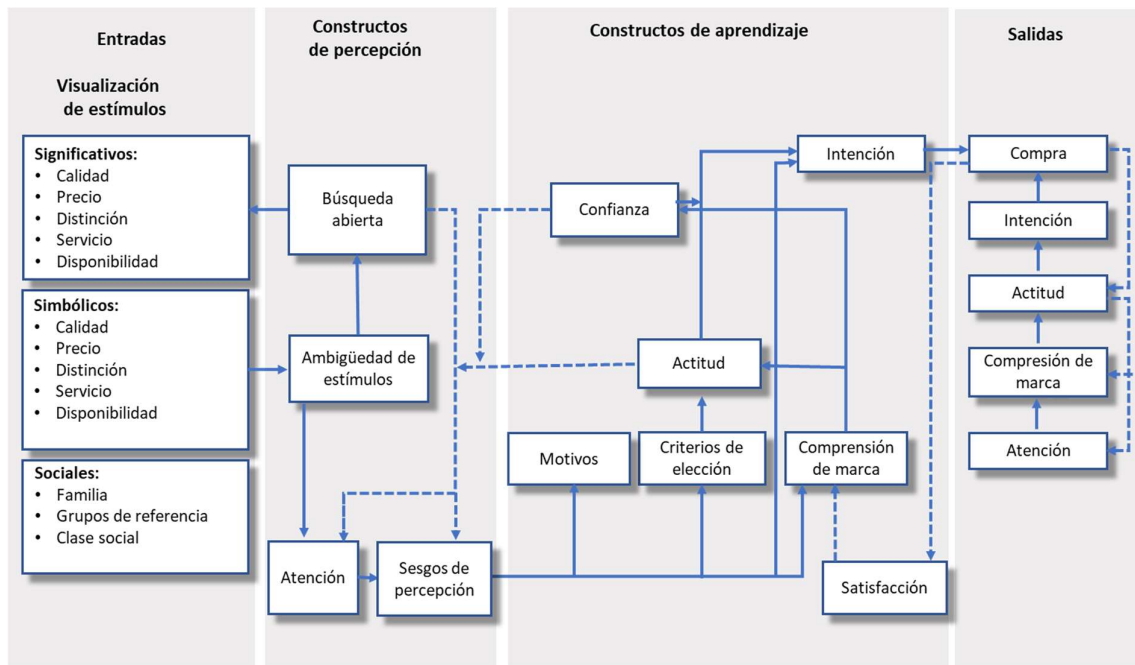 Entradas
Visualización
de estímulos
Significativos:
• Calidad
• Precio
• Distinción
• Servicio
• Disponibilidad
Simbólicos:
• Calidad
• Precio
• Distinción
• Servicio
• Disponibilidad
Sociales:
• Familia
• Grupos de referencia
• Clase social
Constructos
de percepción
Búsqueda
abierta
Ambigüedad de
estímulos
Atención
Sesgos de
percepción
Constructos de aprendizaje
Intención
Confianza
Actitud
Motivos
Criterios de
elección
Comprensión
de marca
Satisfacción
Salidas
Compra
Intención
Actitud
Compresión de
marca
Atención